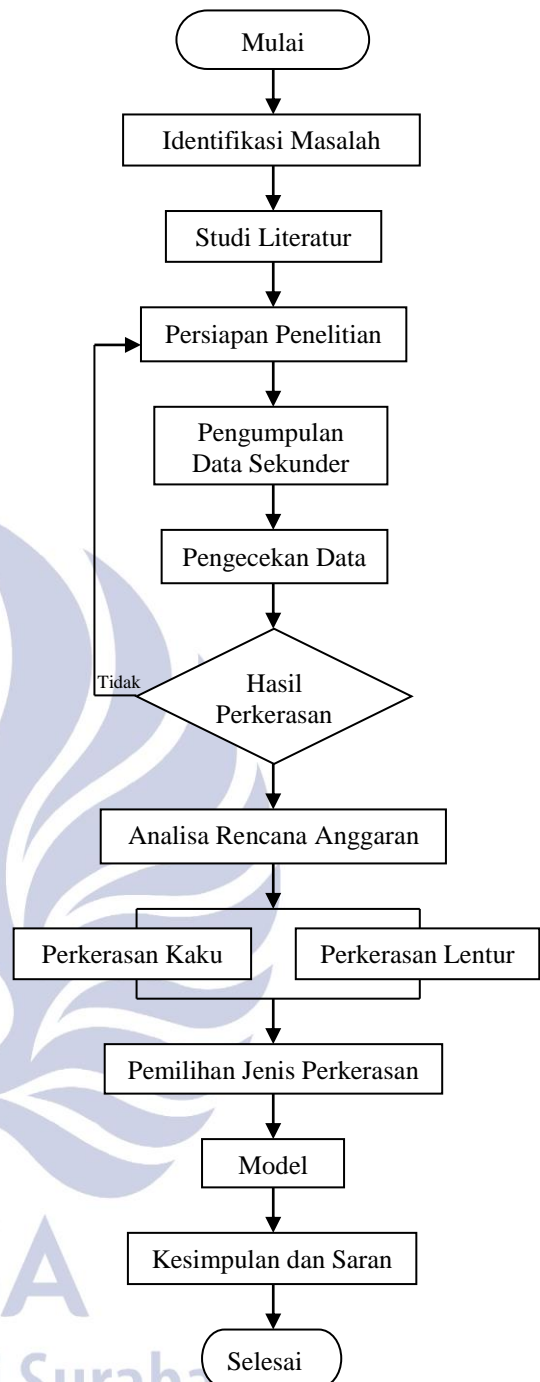 Mulai
Identifikasi Masalah
Studi Literatur
Persiapan Penelitian
Pengumpulan
Data Sekunder
Pengecekan Data
Tidak
Hasil
Perkerasan
Analisa Rencana Anggaran
Perkerasan Kaku
Perkerasan Lentur
Pemilihan Jenis Perkerasan
Model
Kesimpulan dan Saran
A
Selesai